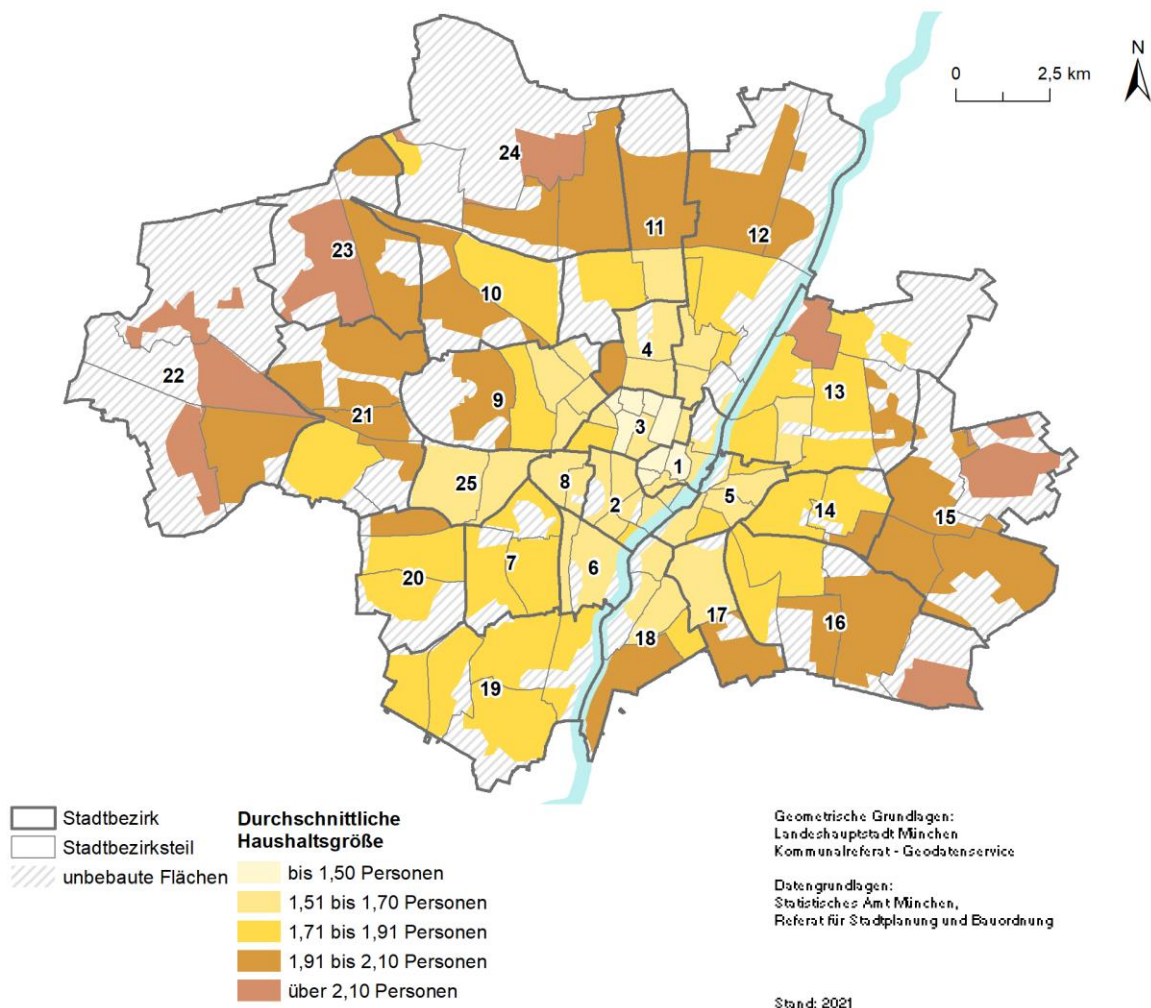 N
0 2,5 km
24
11
12
23
10
4
13
22
21
9
3
1
25
8
2
5
14
15
7
6
20
17
16
18
19
Stadtbezirk
Stadtbezirksteil
unbebaute Flächen
Durchschnittliche
Haushaltsgröße
bis 1,50 Personen
1,51 bis 1,70 Personen
1,71 bis 1,91 Personen
1,91 bis 2,10 Personen
über 2,10 Personen
Geometrische Grundlagen:
Landeshauptstadt München
Kommunalreferat - Geodatenservice
Datengrundlagen:
Statistisches Amt München,
Referat für Stadtplanung und Bauordnung
Stand: 2021